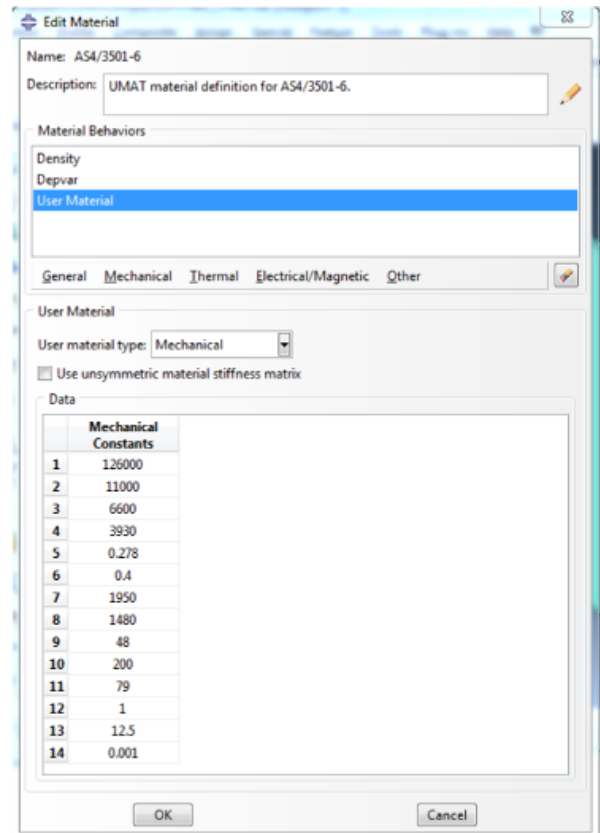 Edit Material
Name: AS4/3501-6
Description: UMAT material definition for AS4/3501-6.
Material Behaviors
Density
Depvar
User Material
General Mechanical Thermal Electrical/Magnetic Other
User Material
User material type: Mechanical
Use unsymmetric material stiffness matrix
Data
Mechanical
Constants
1 126000
2 11000
3 6600
4 3930
5 0.278
6 0.4
7 1950
8 1480
9 48
10 200
11 79
12 1
13 12.5
14 0.001
OK Cancel